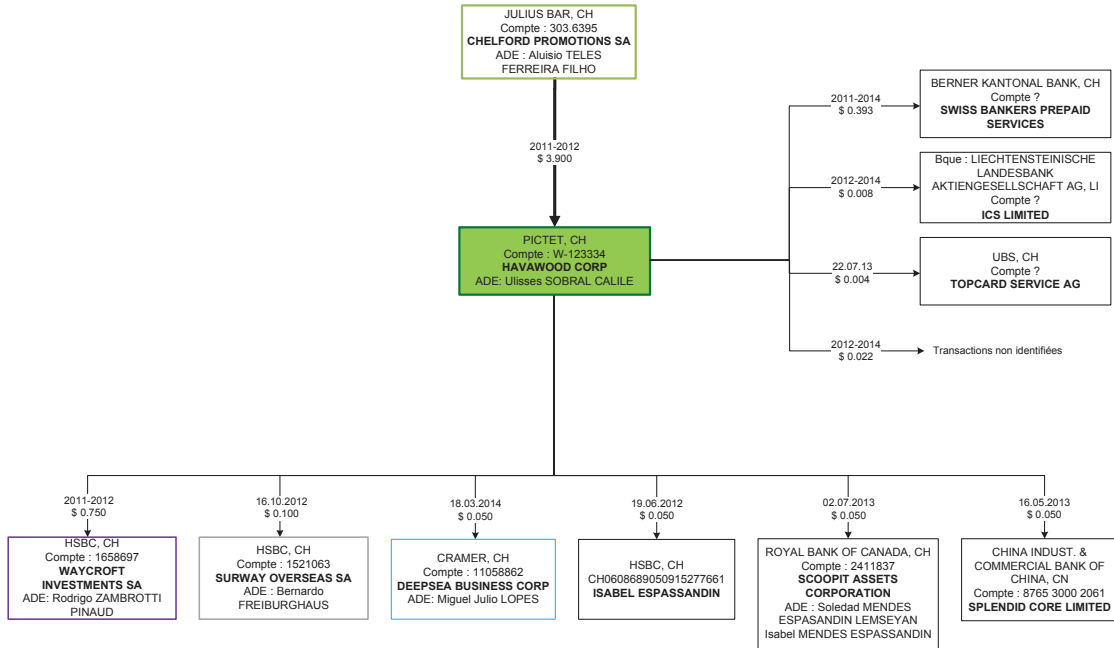 JULIUS BAR, CH
Compte : 303.6395
CHELFORD PROMOTIONS SA
ADE : Aluisio TELES
FERREIRA FILHO
2011-2012
$ 3.900
PICTET, CH
Compte : W-123334
HAVAWOOD CORP
ADE: Ulisses SOBRAL CALILE
2011-2014
$ 0.393
BERNER KANTONAL BANK, CH
Compte ?
SWISS BANKERS PREPAID
SERVICES
2012-2014
$ 0.008
Bque : LIECHTENSTEINISCHE
LANDESBANK
AKTIENGESELLSCHAFT AG, LI
Compte ?
ICS LIMITED
22.07.13
$ 0.004
UBS, CH
Compte ?
TOPCARD SERVICE AG
2012-2014
$ 0.022
Transactions non identifiées
2011-2012
$ 0.750
HSBC, CH
Compte : 1658697
WAYCROFT
INVESTMENTS SA
ADE: Rodrigo ZAMBROTTI
PINAUD
16.10.2012
$ 0.100
HSBC, CH
Compte : 1521063
SURWAY OVERSEAS SA
ADE : Bernardo
FREIBURGHAUS
18.03.2014
$ 0.050
CRAMER, CH
Compte : 11058862
DEEPSEA BUSINESS CORP
ADE: Miguel Julio LOPES
19.06.2012
$ 0.050
HSBC, CH
CH0608689050915277661
ISABEL ESPASSANDIN
02.07.2013
$ 0.050
ROYAL BANK OF CANADA, CH
Compte : 2411837
SCOOPIT ASSETS
CORPORATION
ADE : Soledad MENDES
ESPASANDIN LEMSEYAN
Isabel MENDES ESPASSANDIN
16.05.2013
$ 0.050
CHINA INDUST. &
COMMERCIAL BANK OF
CHINA, CN
Compte : 8765 3000 2061
SPLENDID CORE LIMITED